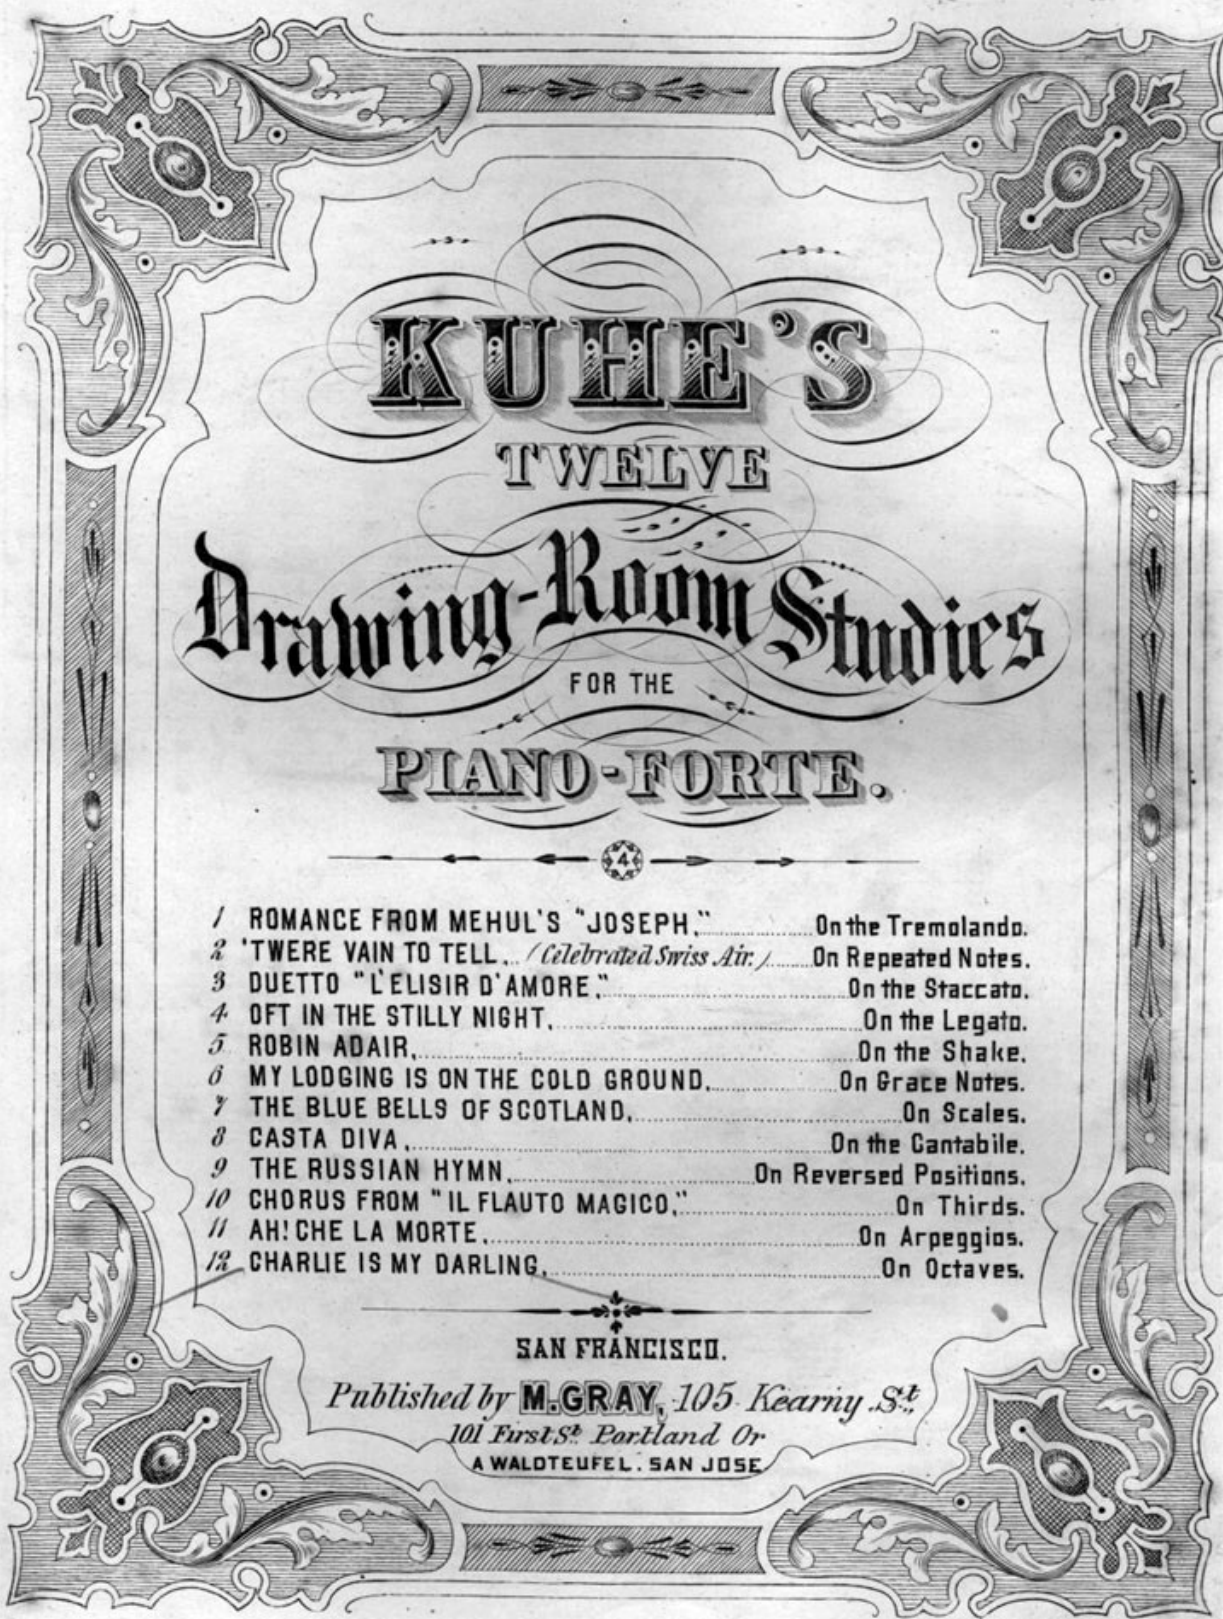 KUHE'S
TWELVE
Drawing-Room Studies
FOR THE
PIANO-FORTE.
4
1 ROMANCE FROM MEHUL'S "JOSEPH," On the Tremolando.
2 'TWERE VAIN TO TELL, (Celebrated Swiss Air.) On Repeated Notes.
3 DUETTO "L'ELISIR D'AMORE," On the Staccato.
4 OFT IN THE STILLY NIGHT, On the Legato.
5 ROBIN ADAIR, On the Shake.
6 MY LODGING IS ON THE COLD GROUND, On Grace Notes.
7 THE BLUE BELLS OF SCOTLAND, On Scales.
8 CASTA DIVA, On the Cantabile.
9 THE RUSSIAN HYMN, On Reversed Positions.
10 CHORUS FROM "IL FLAUTO MAGICO," On Thirds.
11 AH! CHE LA MORTE, On Arpeggios.
12 CHARLIE IS MY DARLING, On Octaves.
SAN FRANCISCO.
Published by M. GRAY, 105 Kearny St.
101 First St. Portland Or
A WALDTEUFEL. SAN JOSE